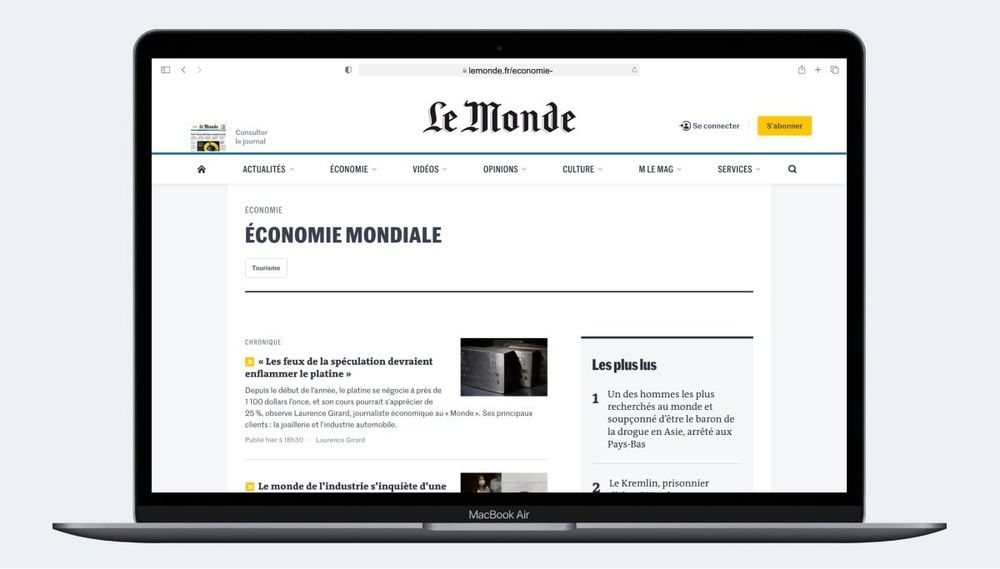 lemonde.fr/economie-
Le Monde
Consulter
le journal
Se connecter
S'abonner
ACTUALITÉS
ÉCONOMIE
VIDÉOS
OPINIONS
CULTURE
M LE MAG
SERVICES
ÉCONOMIE
ÉCONOMIE MONDIALE
Tourisme
CHRONIQUE
« Les feux de la spéculation devraient
enflammer le platine »
Depuis le début de l'année, le platine se négocie à près de
1 100 dollars l'once, et son cours pourrait s'apprécier de
25 %, observe Laurence Girard, journaliste économique au « Monde ». Ses principaux
clients : la joaillerie et l'industrie automobile.
Publié hier à 18h30 – Laurence Girard
Le monde de l'industrie s'inquiète d'une
Les plus lus
1 Un des hommes les plus
recherchés au monde et
soupçonné d'être le baron de
la drogue en Asie, arrêté aux
Pays-Bas
2 Le Kremlin, prisonnier
MacBook Air